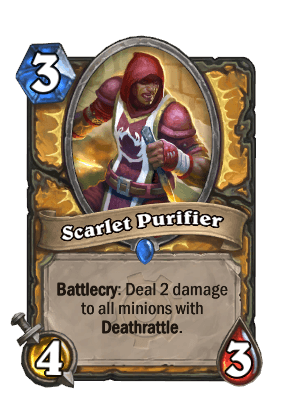 3
Scarlet Purifier
Battlecry: Deal 2 damage
to all minions with
Deathrattle.
4
3